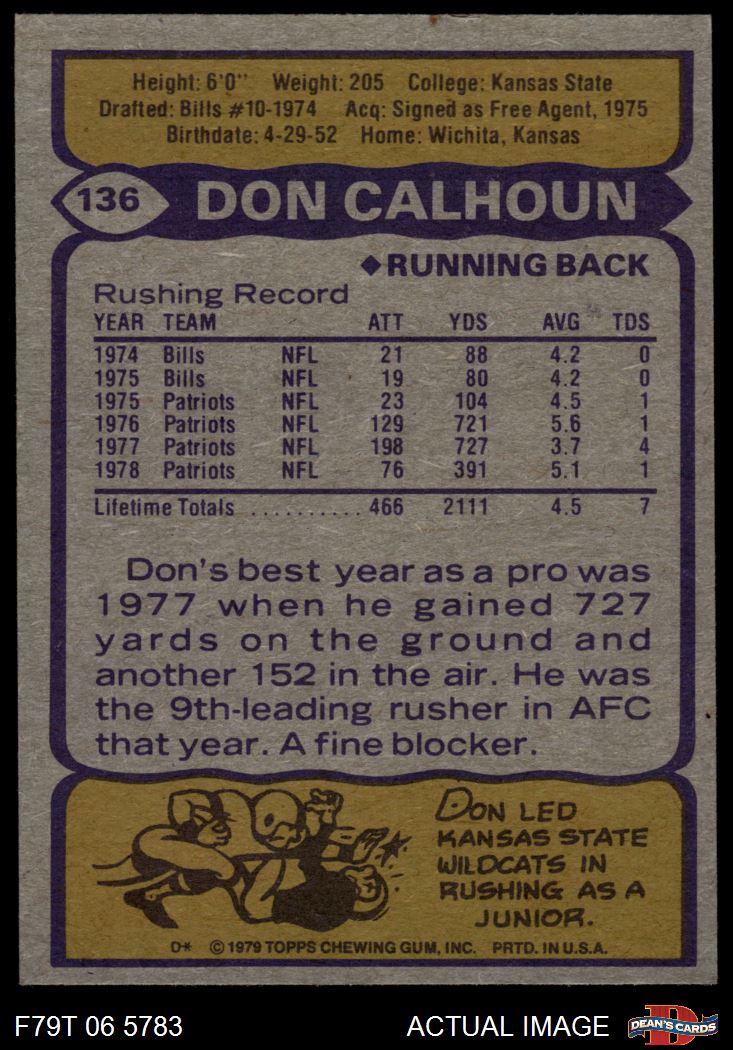 Height: 6'0" Weight: 205 College: Kansas State
Drafted: Bills #10-1974 Acq: Signed as Free Agent, 1975
Birthdate: 4-29-52 Home: Wichita, Kansas
136 DON CALHOUN
◆RUNNING BACK
Rushing Record
YEAR TEAM ATT YDS AVG TDS
1974 Bills NFL 21 88 4.2 0
1975 Bills NFL 19 80 4.2 0
1975 Patriots NFL 23 104 4.5 1
1976 Patriots NFL 129 721 5.6 1
1977 Patriots NFL 198 727 3.7 4
1978 Patriots NFL 76 391 5.1 1
Lifetime Totals .......... 466 2111 4.5 7
Don's best year as a pro was
1977 when he gained 727
yards on the ground and
another 152 in the air. He was
the 9th-leading rusher in AFC
that year. A fine blocker.
DON LED
KANSAS STATE
WILDCATS IN
RUSHING AS A
JUNIOR.
D* © 1979 TOPPS CHEWING GUM, INC. PRTD. IN U.S.A.
F79T 06 5783 ACTUAL IMAGE D DEAN'S CARDS